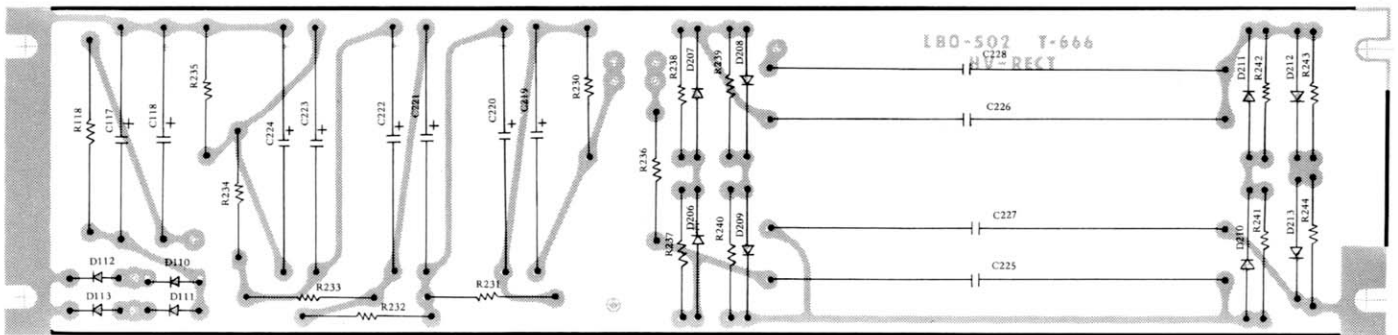 LBO-502 T-666
HV-RECT
R118
C117
C118
R235
R234
C224
C223
C222
C221
C220
C219
R230
R236
R238
D207
R239
D208
C228
C226
D211
R242
D212
R243
R237
D206
R240
D209
C227
C225
D210
R241
D213
R244
D112
D110
D113
D111
R233
R232
R231